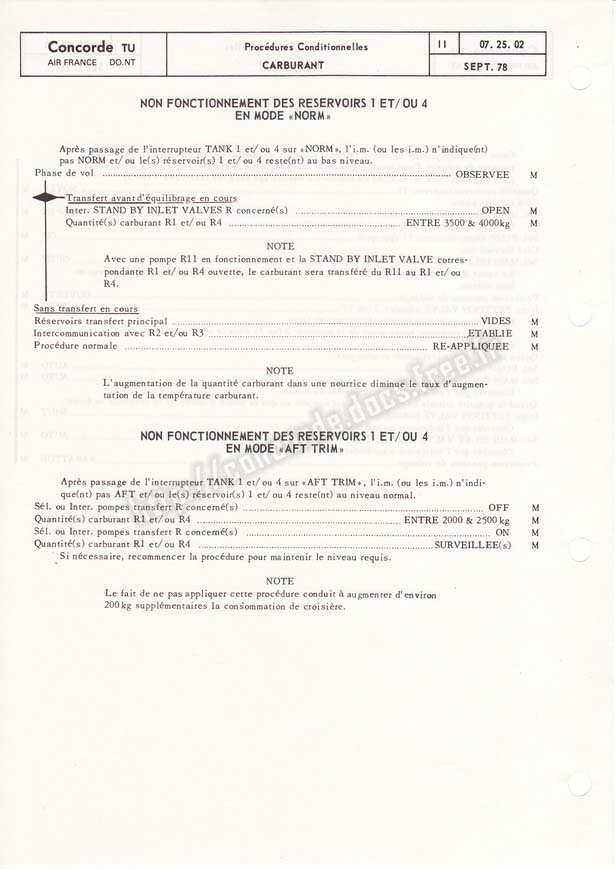 Concorde TU
AIR FRANCE DO.NT
Procédures Conditionnelles
CARBURANT
II
07. 25. 02
SEPT. 78
NON FONCTIONNEMENT DES RESERVOIRS 1 ET/OU 4
EN MODE «NORM»
Après passage de l'interrupteur TANK 1 et/ou 4 sur «NORM», l'i.m. (ou les i.m.) n'indique(nt)
pas NORM et/ou le(s) réservoir(s) 1 et/ou 4 reste(nt) au bas niveau.
Phase de vol ........ OBSERVEE M
Transfert avant d'équilibrage en cours
Inter. STAND BY INLET VALVES R concerné(s) ........ OPEN M
Quantité(s) carburant R1 et/ou R4 ........ ENTRE 3500 & 4000kg M
NOTE
Avec une pompe R11 en fonctionnement et la STAND BY INLET VALVE corres-
pondante R1 et/ou R4 ouverte, le carburant sera transféré du R11 au R1 et/ou
R4.
Sans transfert en cours
Réservoirs transfert principal ........ VIDES M
Intercommunication avec R2 et/ou R3 ........ ETABLIE M
Procédure normale ........ RE-APPLIQUEE M
NOTE
L'augmentation de la quantité carburant dans une nourrice diminue le taux d'augmen-
tation de la température carburant.
NON FONCTIONNEMENT DES RESERVOIRS 1 ET/OU 4
EN MODE «AFT TRIM»
Après passage de l'interrupteur TANK 1 et/ou 4 sur «AFT TRIM», l'i.m. (ou les i.m.) n'indi-
que(nt) pas AFT et/ou le(s) réservoir(s) 1 et/ou 4 reste(nt) au niveau normal.
Sél. ou Inter. pompes transfert R concerné(s) ........ OFF M
Quantité(s) carburant R1 et/ou R4 ........ ENTRE 2000 & 2500 kg M
Sél. ou Inter. pompes transfert R concerné(s) ........ ON M
Quantité(s) carburant R1 et/ou R4 ........ SURVEILLEE(s) M
Si nécessaire, recommencer la procédure pour maintenir le niveau requis.
NOTE
Le fait de ne pas appliquer cette procédure conduit à augmenter d'environ
200 kg supplémentaires la consommation de croisière.
http://concorde.docs.free.fr